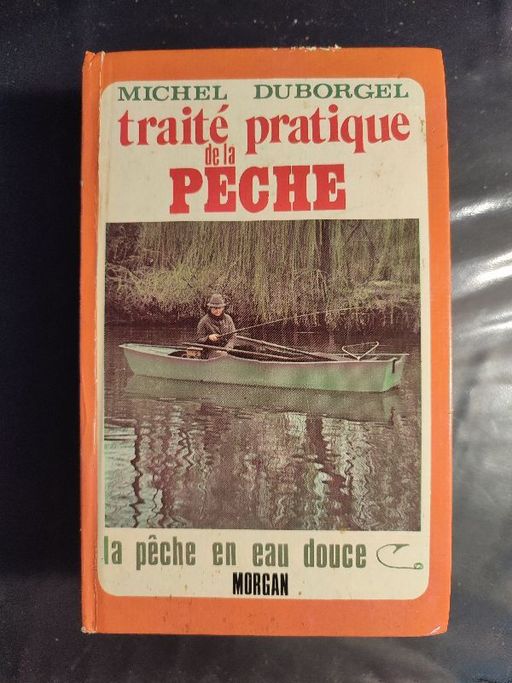 MICHEL DUBORGEL
traité pratique
de la
PECHE
la pêche en eau douce
MORGAN